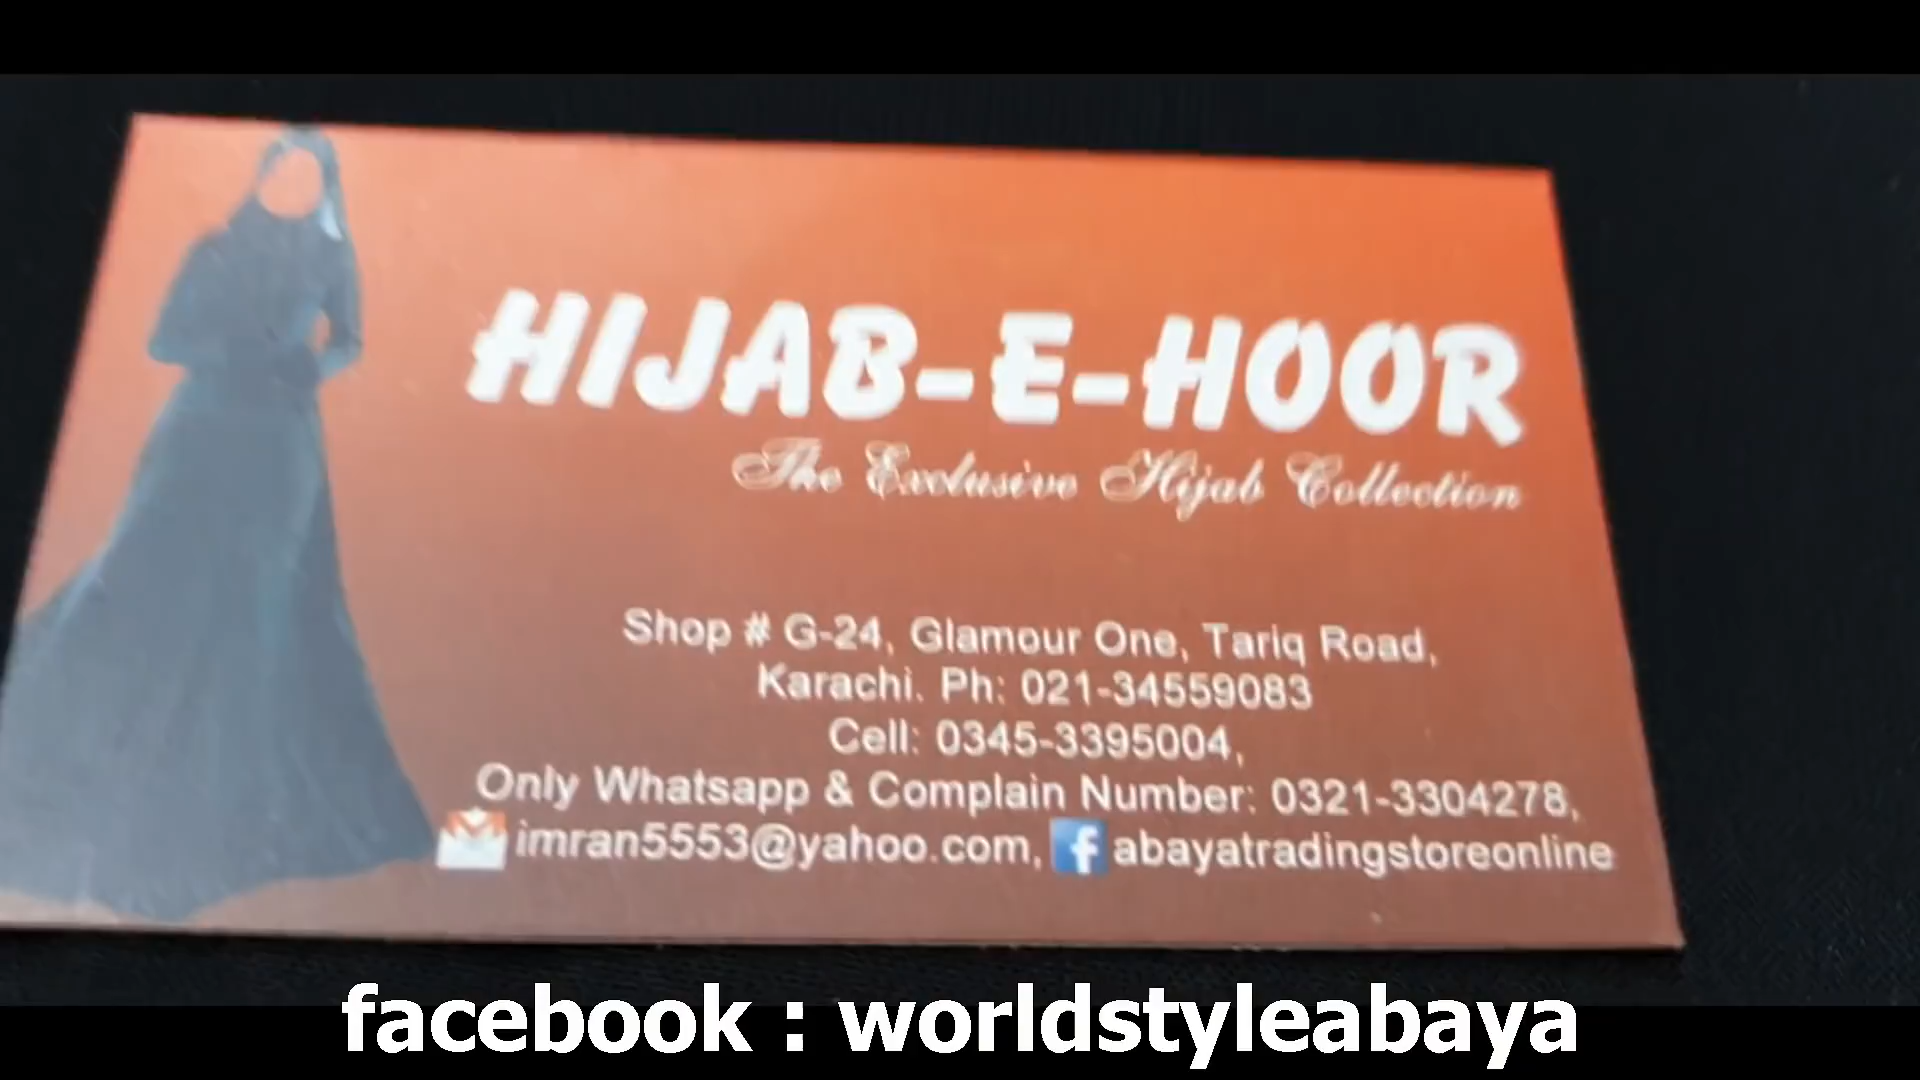 HIJAB-E-HOOR
The Exclusive Hijab Collection
Shop # G-24, Glamour One, Tariq Road,
Karachi. Ph: 021-34559083
Cell: 0345-3395004,
Only Whatsapp & Complain Number: 0321-3304278,
imran5553@yahoo.com, f abayatradingstoreonline
facebook : worldstyleabaya